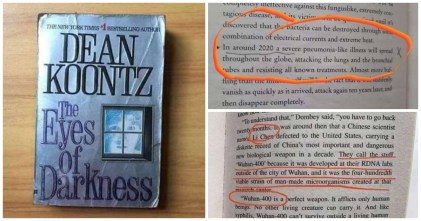 THE NEW YORK TIMES #1 BESTSELLING AUTHOR
DEAN
KOONTZ
The
Eyes
of
Darkness
completely ineffective against this
tagious disease, and its victim
discovered that the bacteria can be destroyed through
combination of electrical currents and extreme heat.
In around 2020 a severe pneumonia-like illness will spread
throughout the globe, attacking the lungs and the bronchial
tubes and resisting all known treatments. Almost more
thing than the
vanish as quickly as it arrived, attack again ten years later, and
then disappear completely.
"To understand that," Dombey said, "you have to go back
months. It was around then that a Chinese scientist
Li Chen defected to the United States, carrying a
diskette record of China's most important and dangerous
new biological weapon in a decade. They call the stuff
'Wuhan-400' because it was developed at their RDNA labs
outside of the city of Wuhan, and it was the four-hundredth
viable strain of man-made microorganisms created at that
research
"Wuhan-400 is a perfect weapon. It afflicts only human
beings. No other living creature can carry it. And like
syphilis, Wuhan-400 can't survive outside a living human